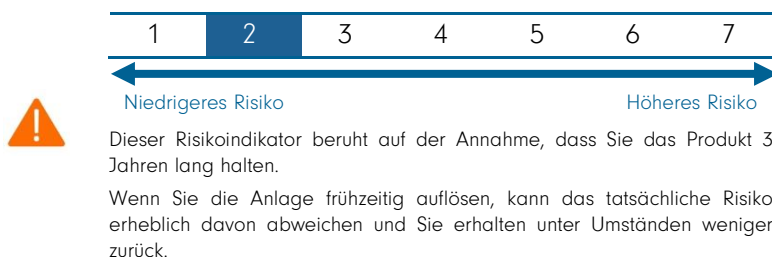 1 2 3 4 5 6 7
Niedrigeres Risiko Höheres Risiko
Dieser Risikoindikator beruht auf der Annahme, dass Sie das Produkt 3
Jahren lang halten.
Wenn Sie die Anlage frühzeitig auflösen, kann das tatsächliche Risiko
erheblich davon abweichen und Sie erhalten unter Umständen weniger
zurück.